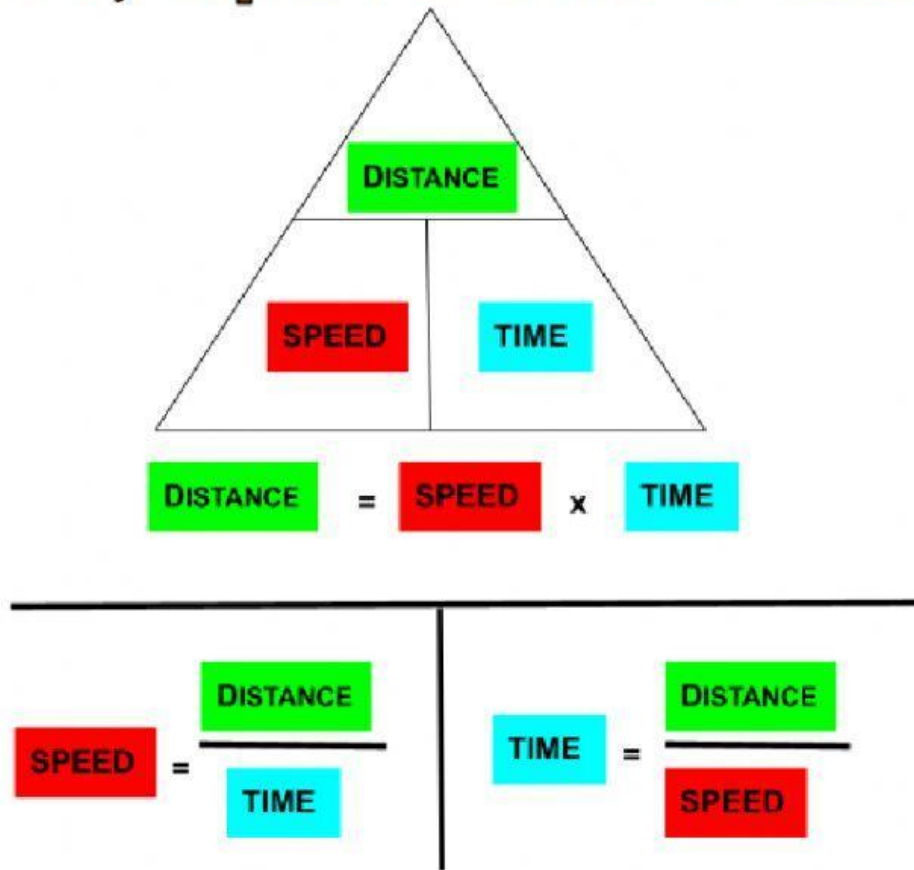 DISTANCE
SPEED TIME
DISTANCE = SPEED x TIME
DISTANCE
SPEED =
TIME
DISTANCE
TIME =
SPEED